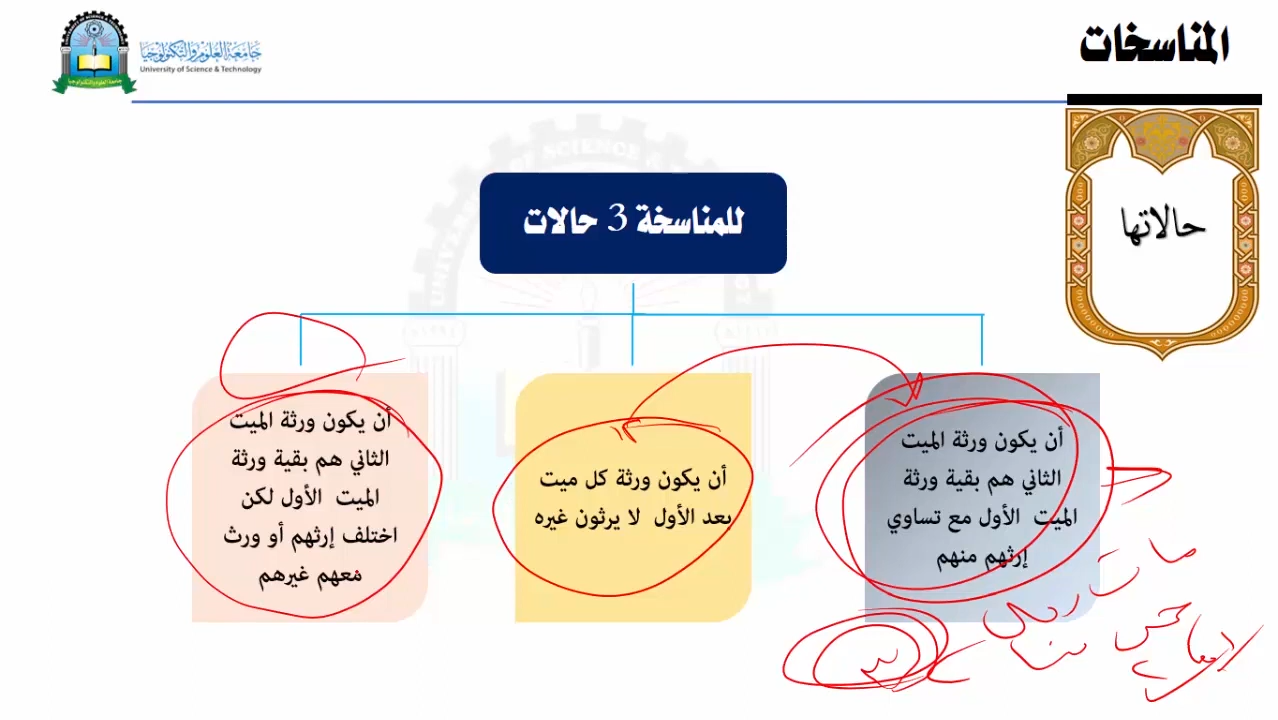 المناسخات
جامعة العلوم والتكنولوجيا
University of Science & Technology
حالاتها
للمناسخة 3 حالات
أن يكون ورثة الميت
الثاني هم بقية ورثة
الميت الأول مع تساوي
إرثهم منهم
أن يكون ورثة كل ميت
بعد الأول لا يرثون غيره
أن يكون ورثة الميت
الثاني هم بقية ورثة
الميت الأول لكن
اختلف إرثهم أو ورث
معهم غيرهم
مات